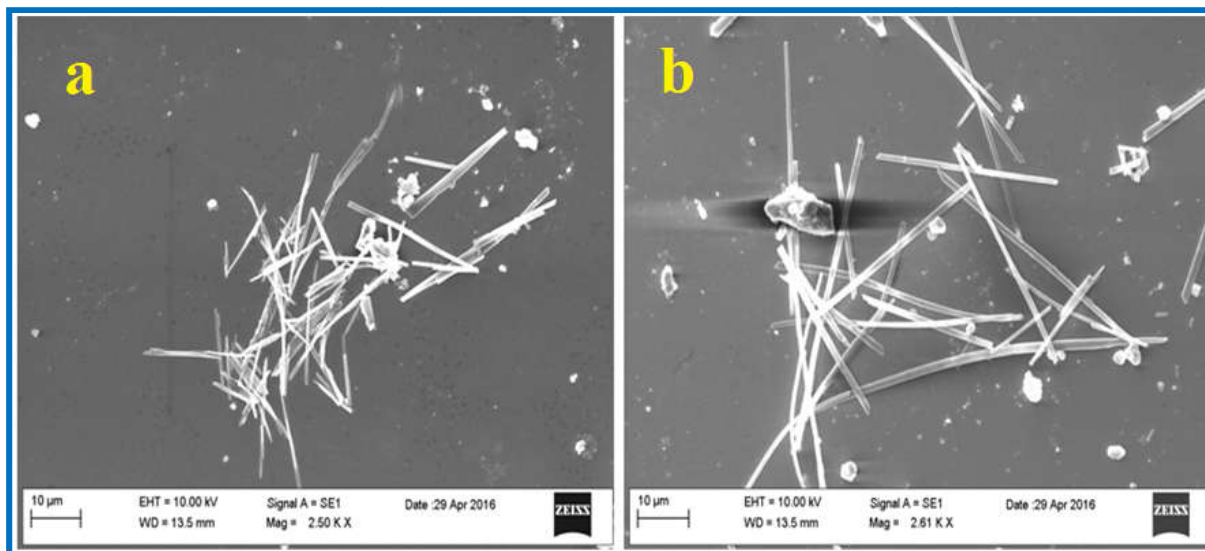 a
b
10 µm
EHT = 10.00 kV Signal A = SE1 Date :29 Apr 2016
WD = 13.5 mm Mag = 2.50 K X
ZEISS
10 µm
EHT = 10.00 kV Signal A = SE1 Date :29 Apr 2016
WD = 13.5 mm Mag = 2.61 K X
ZEISS